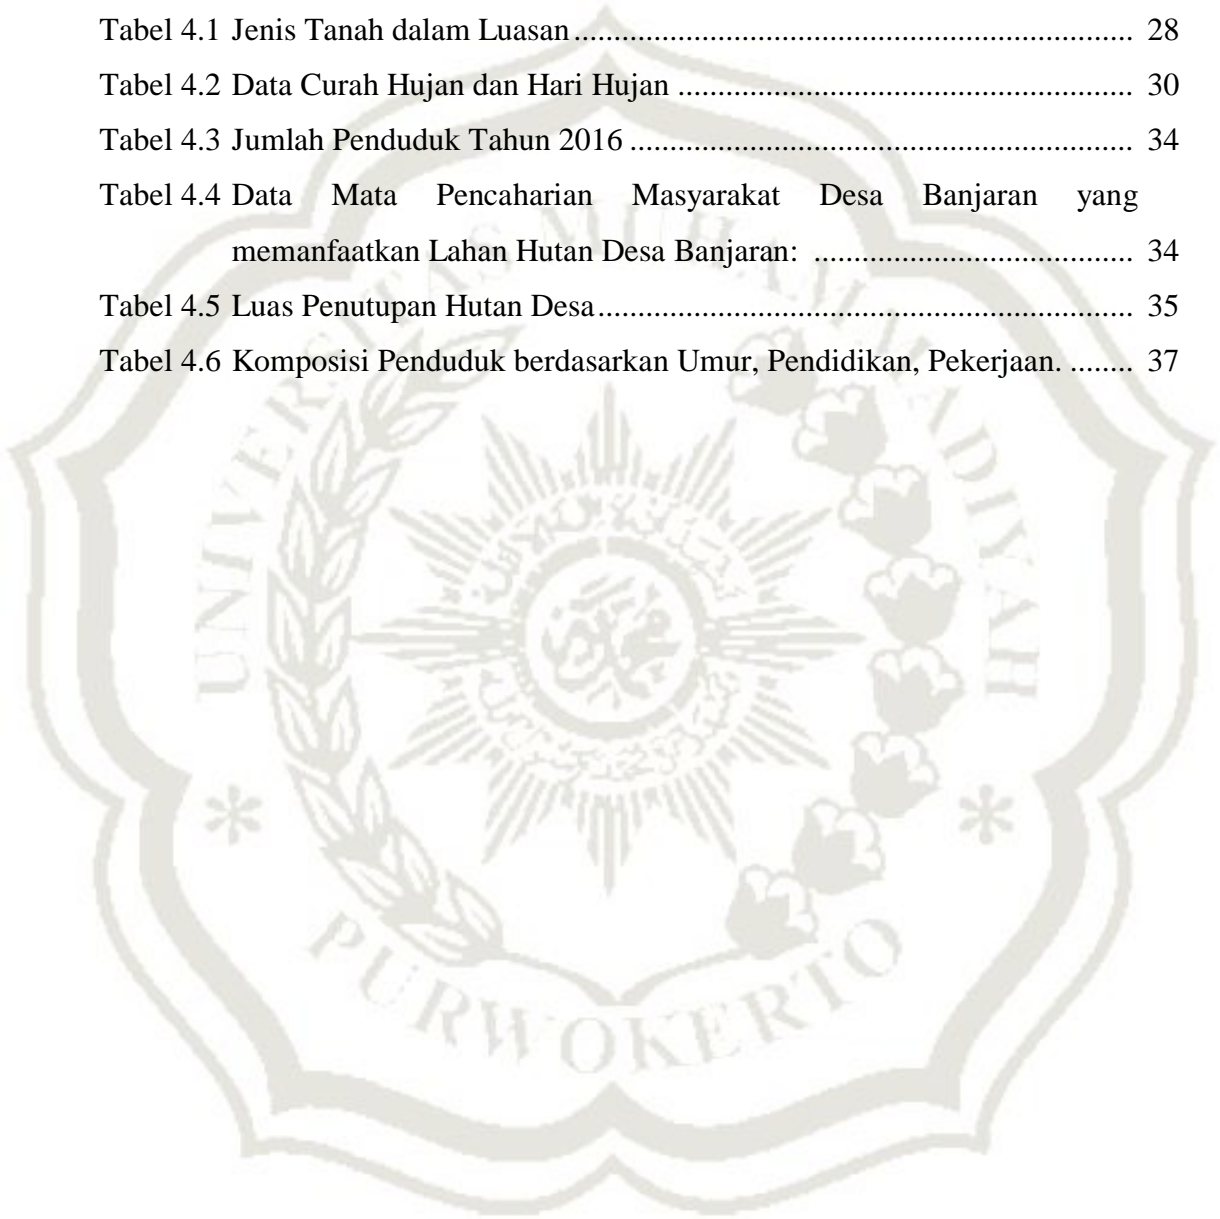 Tabel 4.1 Jenis Tanah dalam Luasan ..................................................................... 28
Tabel 4.2 Data Curah Hujan dan Hari Hujan ........................................................ 30
Tabel 4.3 Jumlah Penduduk Tahun 2016 .............................................................. 34
Tabel 4.4 Data Mata Pencaharian Masyarakat Desa Banjaran yang
memanfaatkan Lahan Hutan Desa Banjaran: ....................................... 34
Tabel 4.5 Luas Penutupan Hutan Desa .................................................................. 35
Tabel 4.6 Komposisi Penduduk berdasarkan Umur, Pendidikan, Pekerjaan. ........ 37
UNIVERSITAS MUHAMMADIYAH
PURWOKERTO